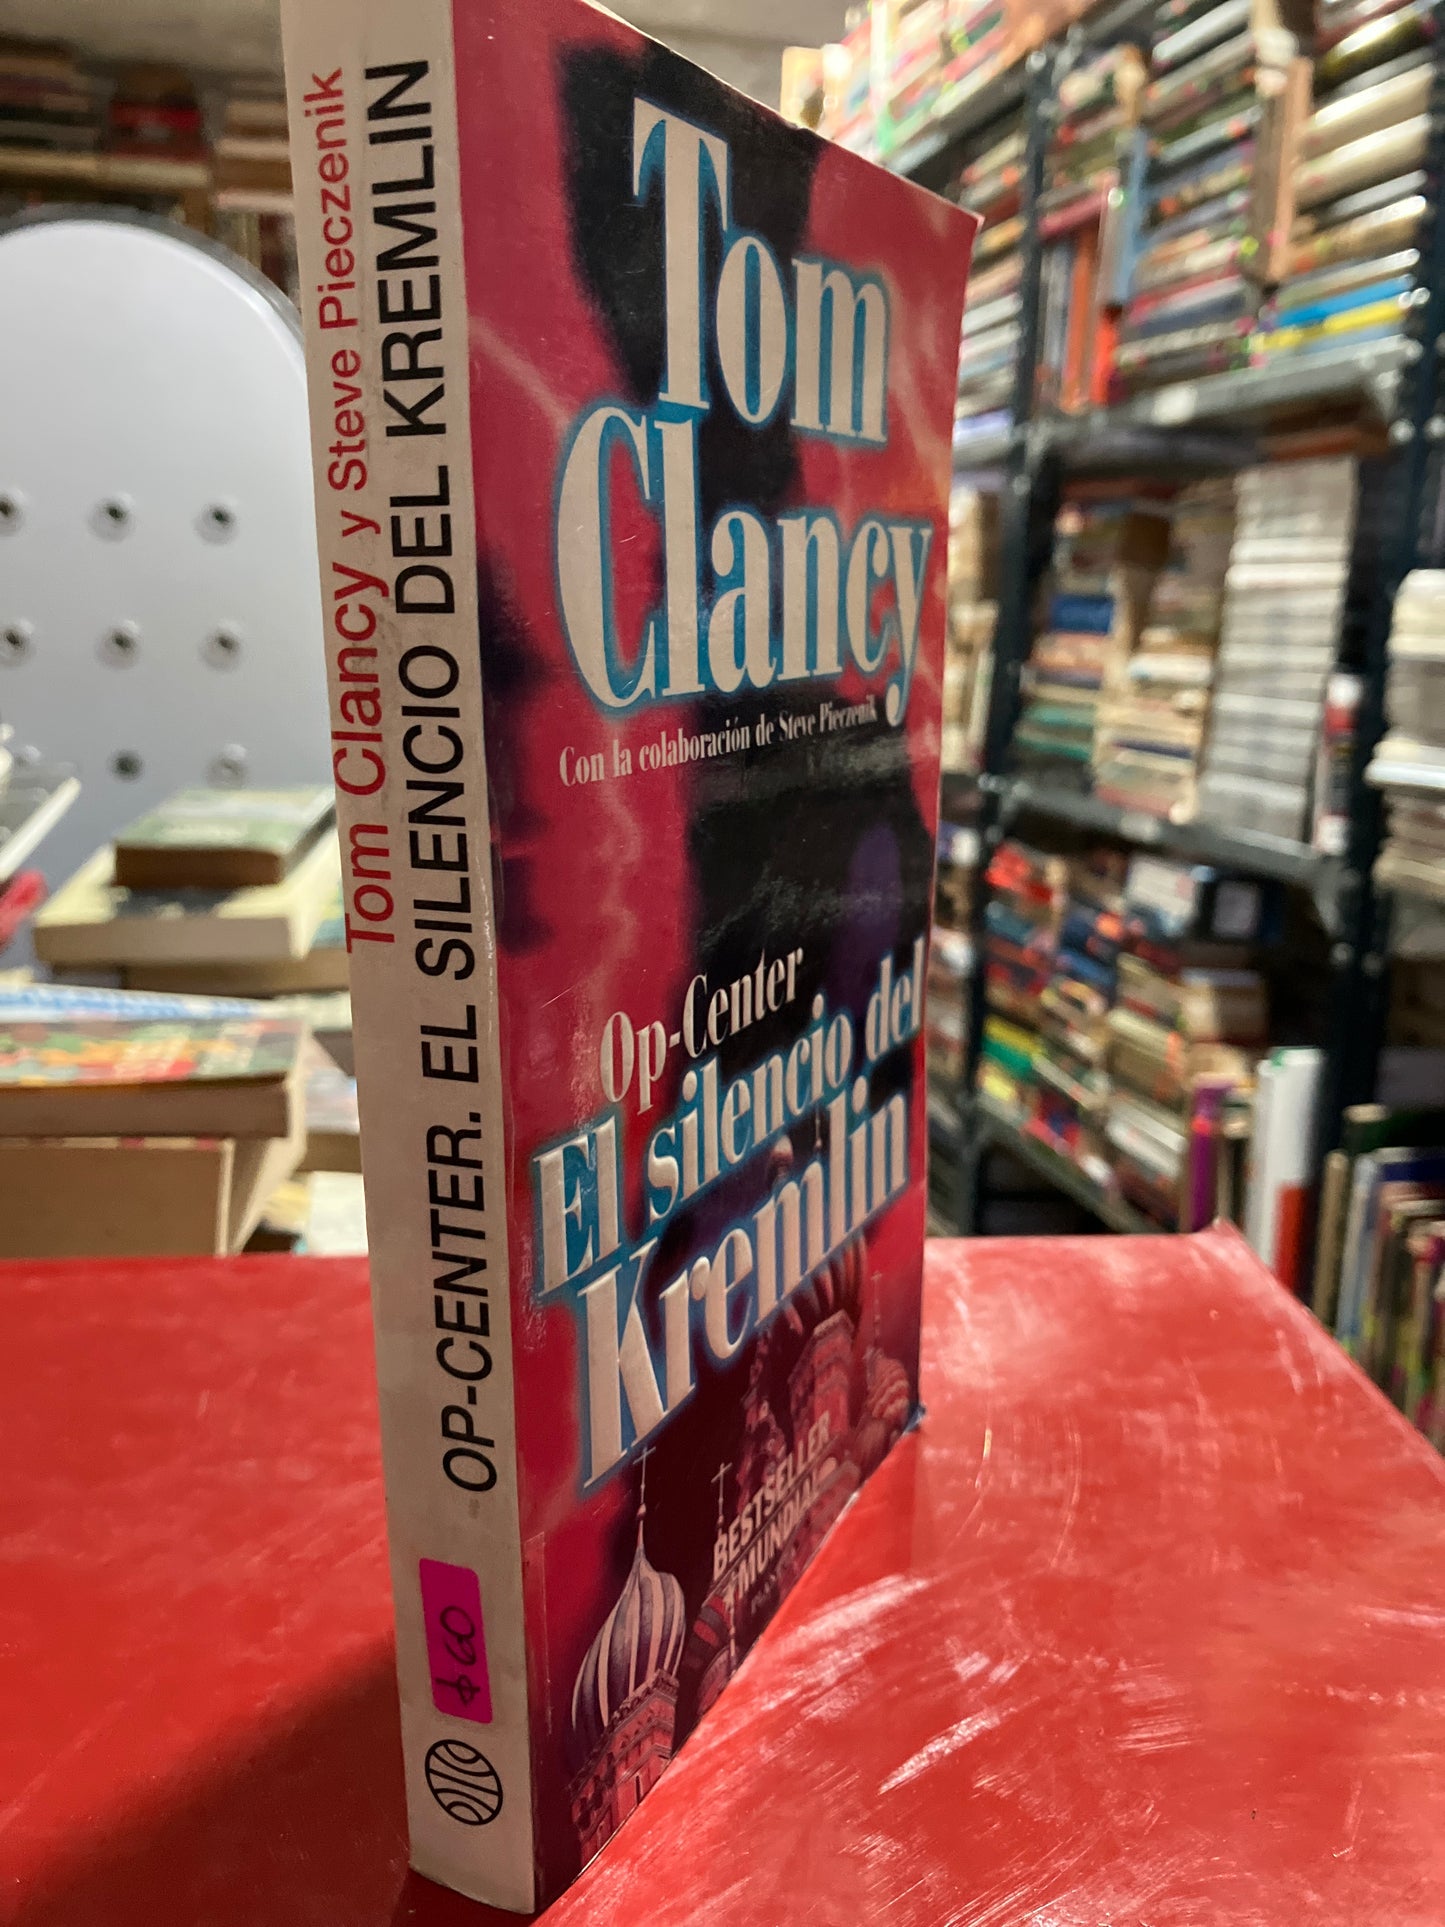 Tom Clancy y Steve Pieczenik
OP-CENTER. EL SILENCIO DEL KREMLIN
$60
Tom
Clancy
Con la colaboración de Steve Pieczenik
Op-Center
El silencio del
Kremlin
BESTSELLER
MUNDIAL